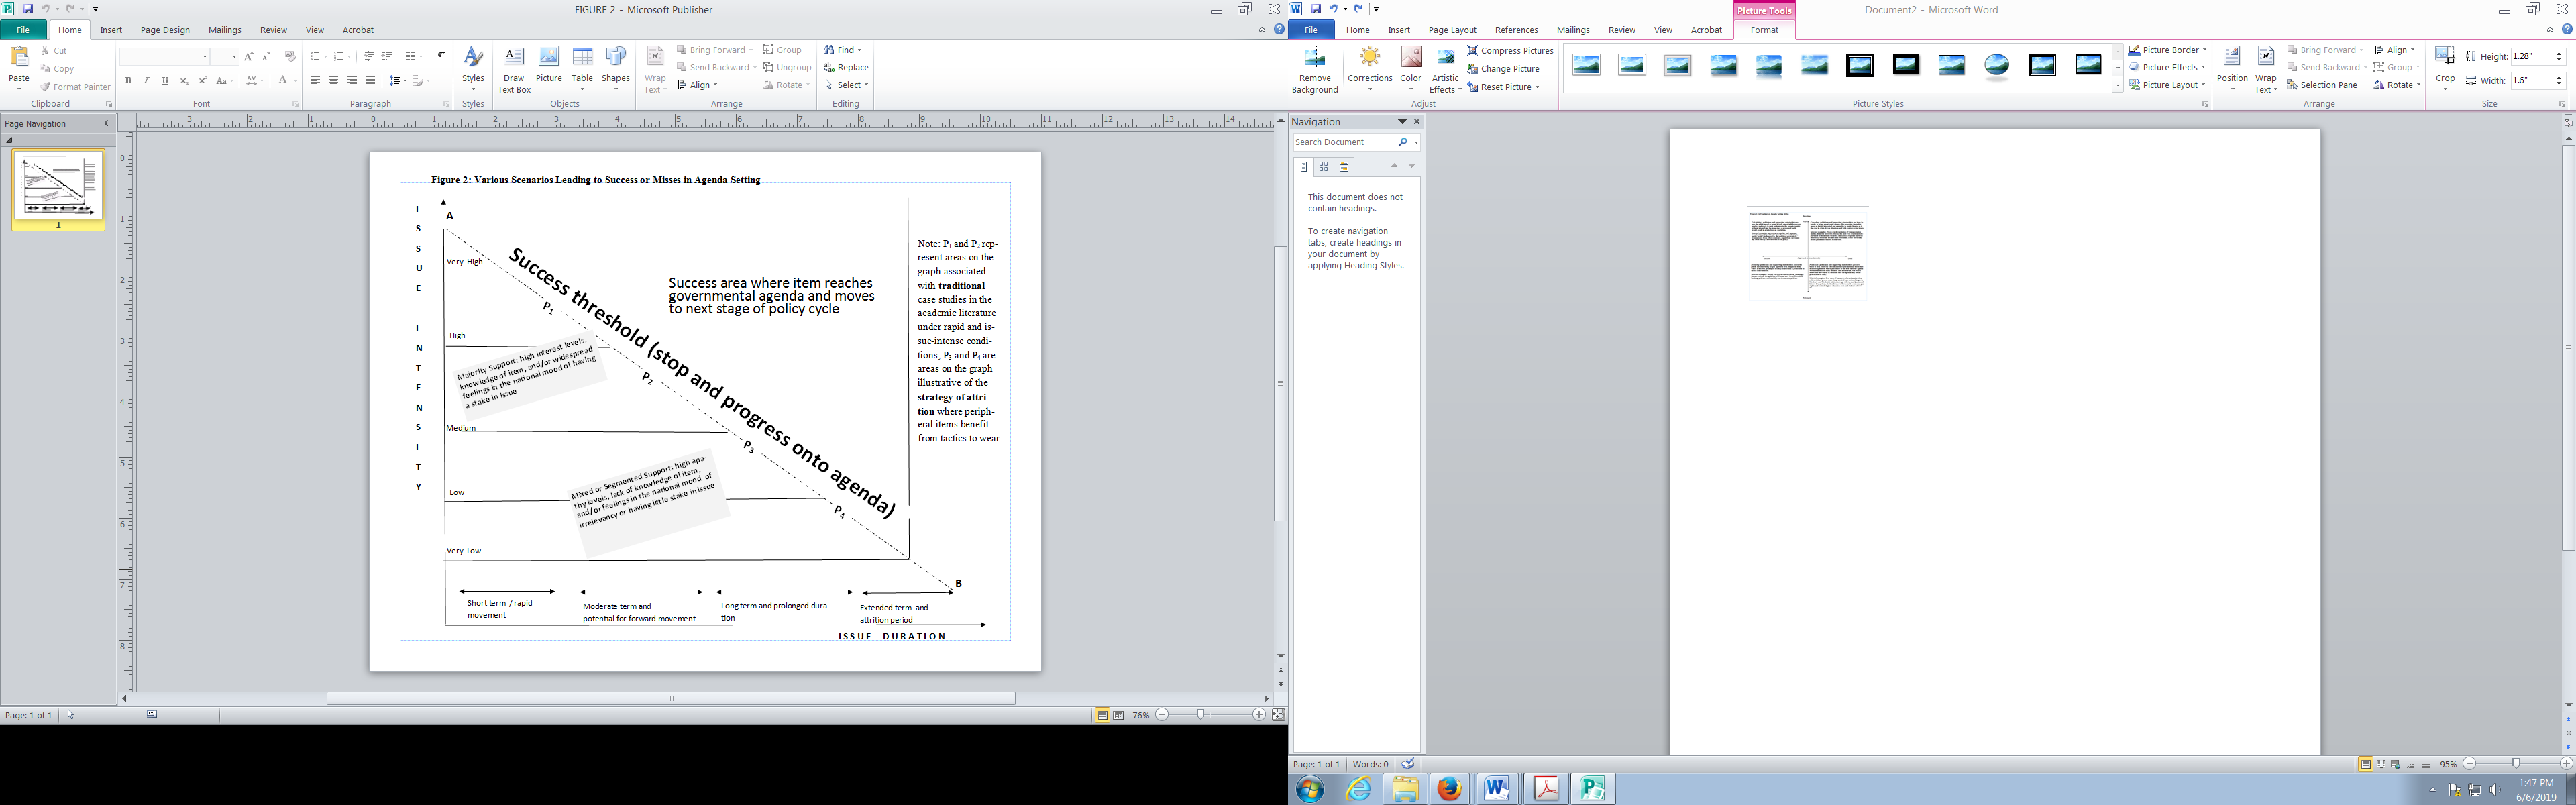 FIGURE 2 - Microsoft Publisher
File Home Insert Page Design Mailings Review View Acrobat
Paste
Cut
Copy
Format Painter
Clipboard
Font
Paragraph
Styles
Styles
Draw Text Box
Picture
Table
Shapes
Objects
Wrap Text
Bring Forward
Send Backward
Align
Group
Ungroup
Rotate
Arrange
Find
Replace
Select
Editing
Page Navigation
1
Figure 2: Various Scenarios Leading to Success or Misses in Agenda Setting
ISSUE INTENSITY
A
Very High
High
Medium
Low
Very Low
Success threshold (stop and progress onto agenda)
P1
P2
P3
P4
Success area where item reaches
governmental agenda and moves
to next stage of policy cycle
Majority Support: high interest levels,
knowledge of item, and/or widespread
feelings in the national mood of having
a stake in issue
Mixed or Segmented Support: high apa-
thy levels, lack of knowledge of item,
and/or feelings in the national mood of
irrelevancy or having little stake in issue
Note: P1 and P2 rep-
resent areas on the
graph associated
with traditional
case studies in the
academic literature
under rapid and is-
sue-intense condi-
tions; P3 and P4 are
areas on the graph
illustrative of the
strategy of attri-
tion where periph-
eral items benefit
from tactics to wear
B
Short term / rapid
movement
Moderate term and
potential for forward movement
Long term and prolonged dura-
tion
Extended term and
attrition period
ISSUE DURATION
Page: 1 of 1
76%
Document2 - Microsoft Word
Picture Tools
File Home Insert Page Layout References Mailings Review View Acrobat Format
Remove Background
Corrections
Color
Artistic Effects
Compress Pictures
Change Picture
Reset Picture
Adjust
Picture Styles
Picture Border
Picture Effects
Picture Layout
Position
Wrap Text
Bring Forward
Send Backward
Selection Pane
Align
Group
Rotate
Arrange
Crop
Height: 1.28"
Width: 1.6"
Size
Navigation
Search Document
This document does not
contain headings.
To create navigation
tabs, create headings in
your document by
applying Heading Styles.
Page: 1 of 1 Words: 0
95%
1:47 PM
6/6/2019